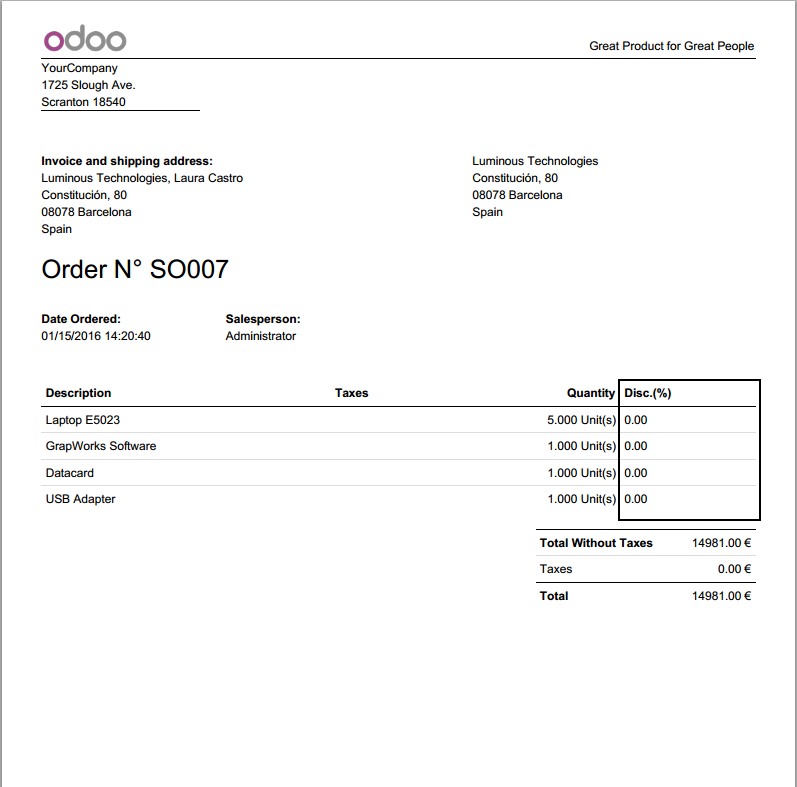 odoo
Great Product for Great People
YourCompany
1725 Slough Ave.
Scranton 18540
Invoice and shipping address:
Luminous Technologies, Laura Castro
Constitución, 80
08078 Barcelona
Spain
Luminous Technologies
Constitución, 80
08078 Barcelona
Spain
Order N° SO007
Date Ordered: Salesperson:
01/15/2016 14:20:40 Administrator
Description Taxes Quantity Disc.(%)
Laptop E5023 5.000 Unit(s) 0.00
GrapWorks Software 1.000 Unit(s) 0.00
Datacard 1.000 Unit(s) 0.00
USB Adapter 1.000 Unit(s) 0.00
Total Without Taxes 14981.00 €
Taxes 0.00 €
Total 14981.00 €